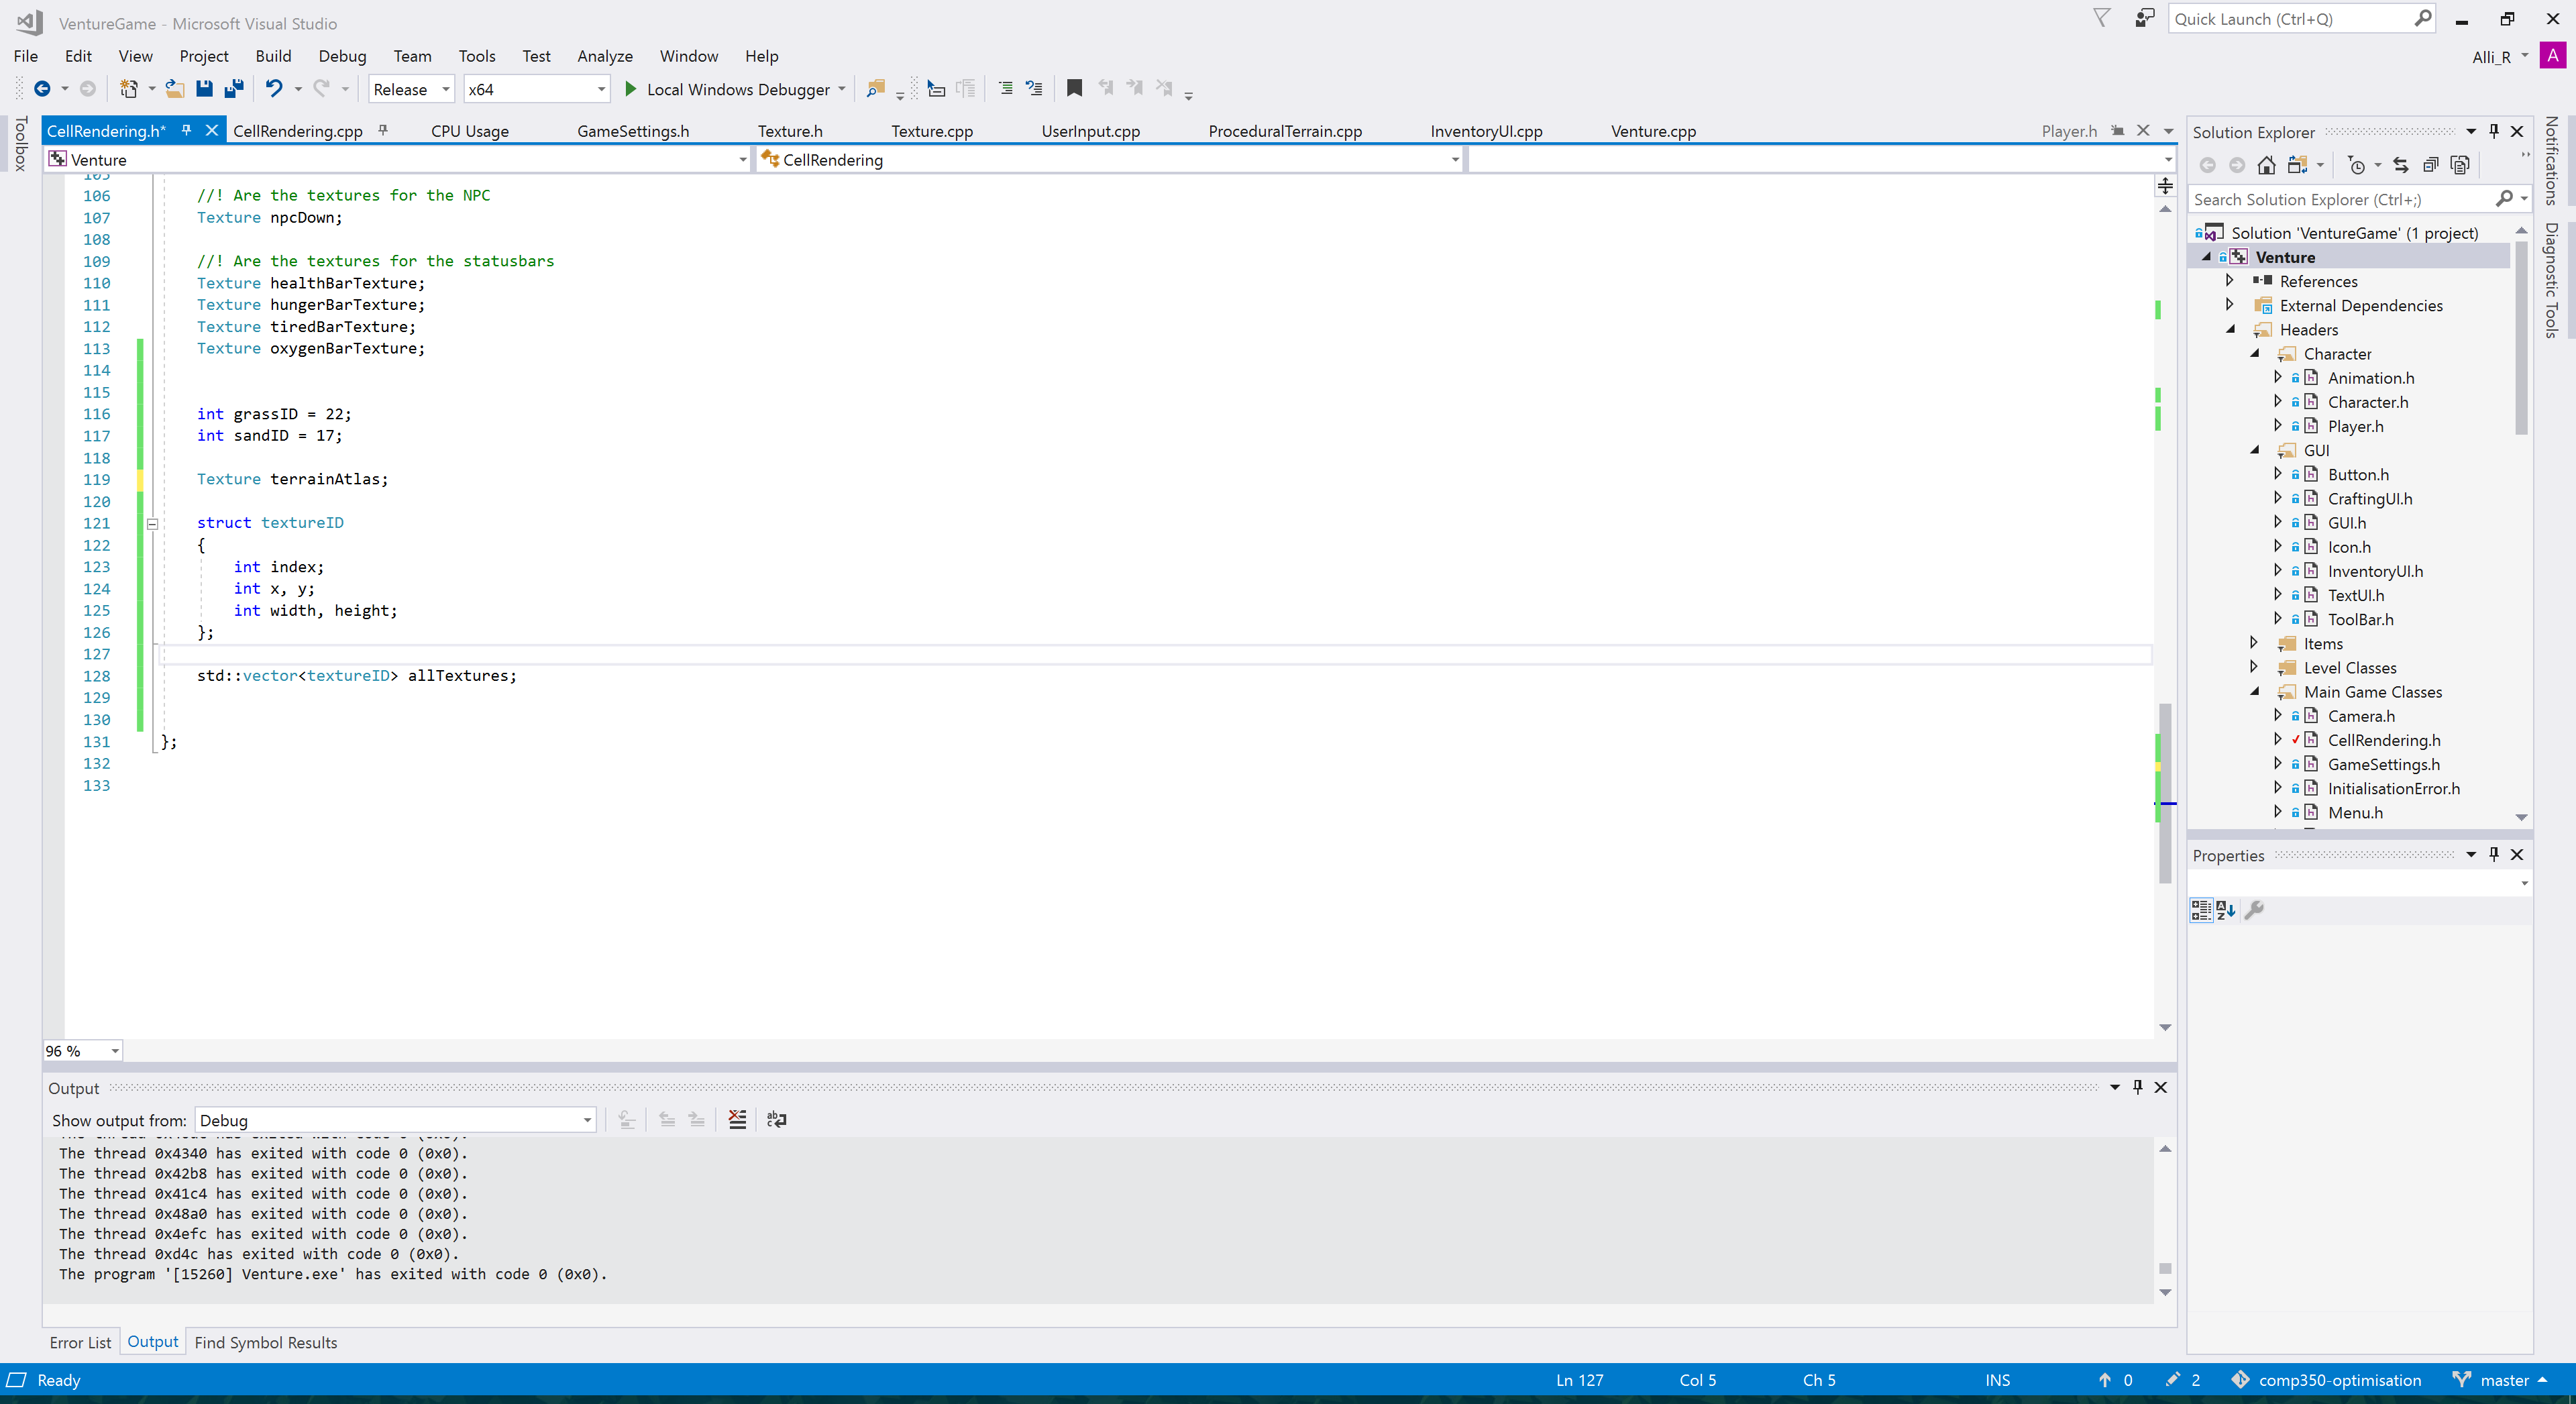 VentureGame - Microsoft Visual Studio
Quick Launch (Ctrl+Q)
File Edit View Project Build Debug Team Tools Test Analyze Window Help
Alli_R A
Release x64 Local Windows Debugger
Toolbox
CellRendering.h* CellRendering.cpp CPU Usage GameSettings.h Texture.h Texture.cpp UserInput.cpp ProceduralTerrain.cpp InventoryUI.cpp Venture.cpp Player.h
Venture CellRendering
105
106 //! Are the textures for the NPC
107 Texture npcDown;
108
109 //! Are the textures for the statusbars
110 Texture healthBarTexture;
111 Texture hungerBarTexture;
112 Texture tiredBarTexture;
113 Texture oxygenBarTexture;
114
115
116 int grassID = 22;
117 int sandID = 17;
118
119 Texture terrainAtlas;
120
121 struct textureID
122 {
123 int index;
124 int x, y;
125 int width, height;
126 };
127
128 std::vector<textureID> allTextures;
129
130
131 };
132
133
96 %
Output
Show output from: Debug
The thread 0x4340 has exited with code 0 (0x0).
The thread 0x42b8 has exited with code 0 (0x0).
The thread 0x41c4 has exited with code 0 (0x0).
The thread 0x48a0 has exited with code 0 (0x0).
The thread 0x4efc has exited with code 0 (0x0).
The thread 0xd4c has exited with code 0 (0x0).
The program '[15260] Venture.exe' has exited with code 0 (0x0).
Error List Output Find Symbol Results
Solution Explorer
Search Solution Explorer (Ctrl+;)
Solution 'VentureGame' (1 project)
Venture
References
External Dependencies
Headers
Character
Animation.h
Character.h
Player.h
GUI
Button.h
CraftingUI.h
GUI.h
Icon.h
InventoryUI.h
TextUI.h
ToolBar.h
Items
Level Classes
Main Game Classes
Camera.h
CellRendering.h
GameSettings.h
InitialisationError.h
Menu.h
Properties
Notifications
Diagnostic Tools
Ready Ln 127 Col 5 Ch 5 INS 0 2 comp350-optimisation master